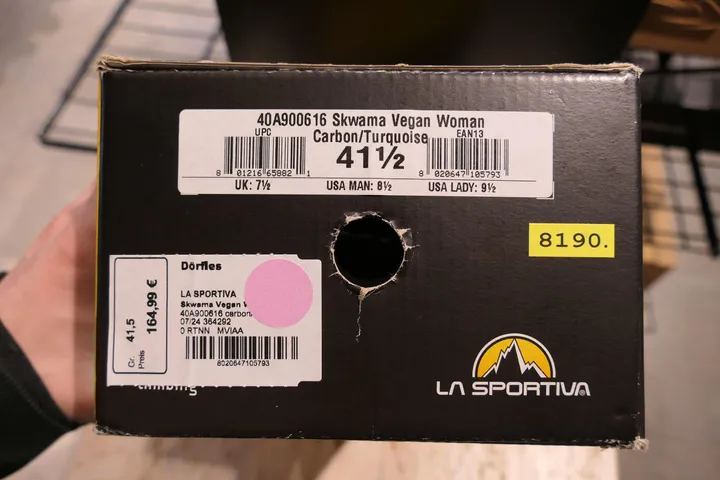 40A900616 Skwama Vegan Woman
Carbon/Turquoise
UPC
EAN13
41½
8 01216 65882 1
8 020647 105793
UK: 7½ USA MAN: 8½ USA LADY: 9½
8190.
Gr. 41,5
Preis 164,99 €
Dörfles
LA SPORTIVA
Skwama Vegan
40A900616 carbon
07/24 364292
0 RTNN MVIAA
8020647105793
climbing
LA SPORTIVA®